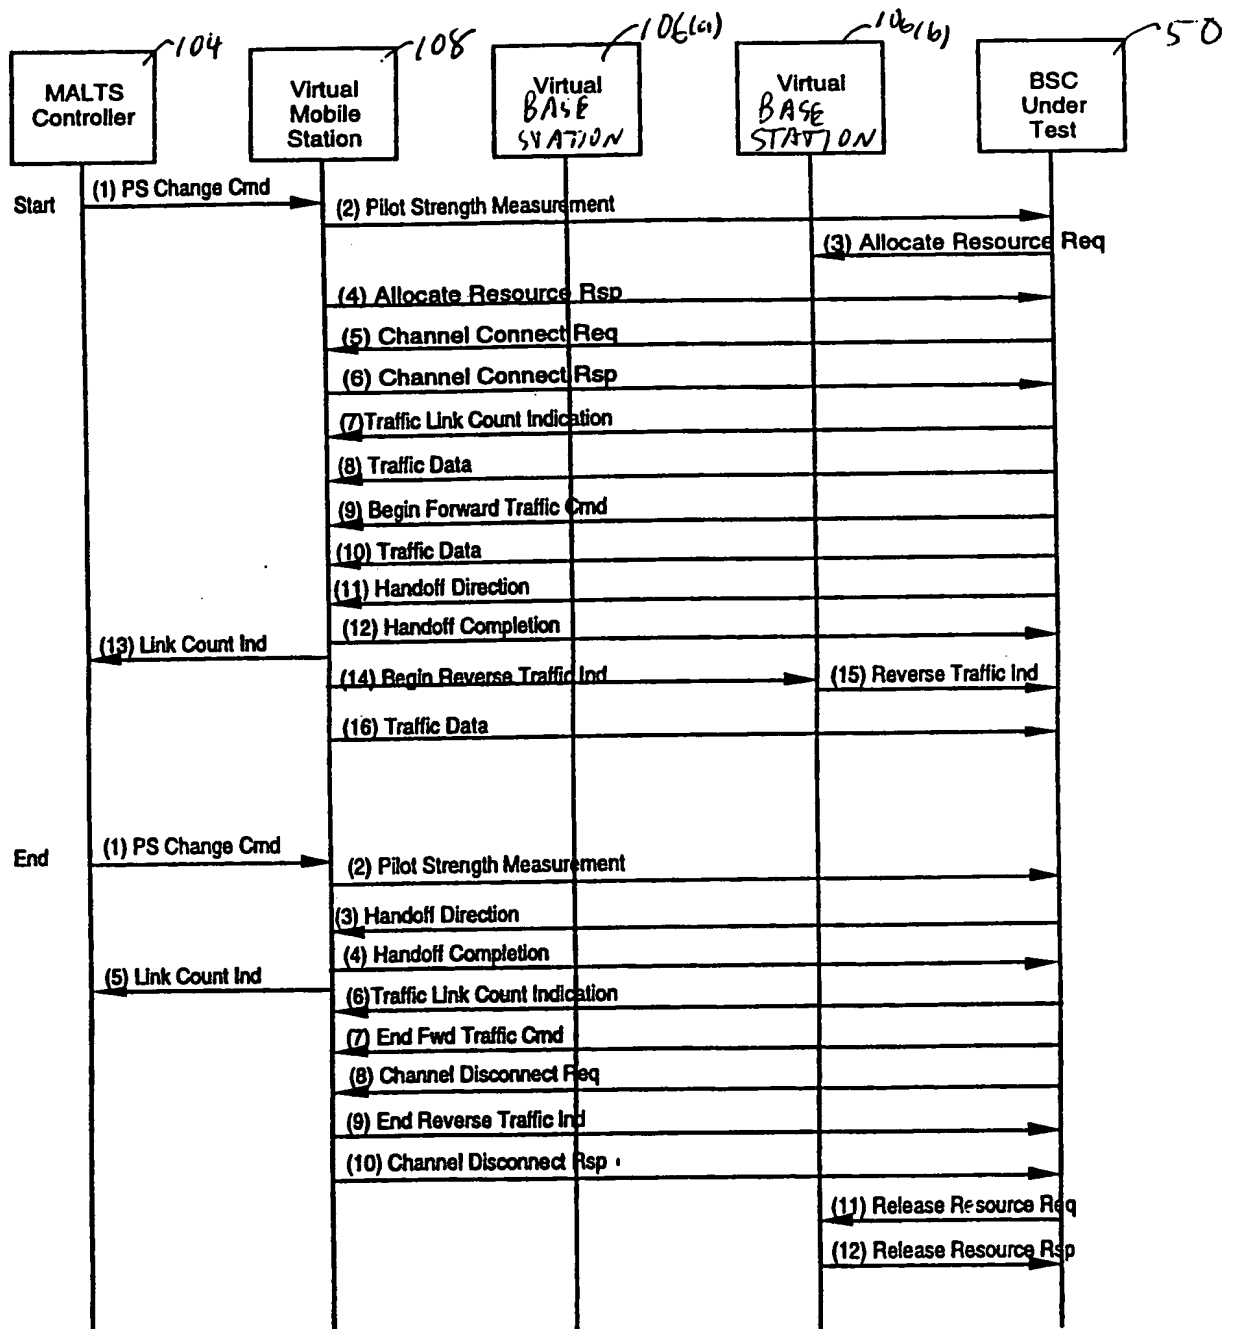 104
108
106(a)
106(b)
50
MALTS
Controller
Virtual
Mobile
Station
Virtual
BASE
STATION
Virtual
BASE
STATION
BSC
Under
Test
Start
(1) PS Change Cmd
(2) Pilot Strength Measurement
(3) Allocate Resource Req
(4) Allocate Resource Rsp
(5) Channel Connect Req
(6) Channel Connect Rsp
(7)Traffic Link Count Indication
(8) Traffic Data
(9) Begin Forward Traffic Cmd
(10) Traffic Data
(11) Handoff Direction
(12) Handoff Completion
(13) Link Count Ind
(14) Begin Reverse Traffic Ind
(15) Reverse Traffic Ind
(16) Traffic Data
End
(1) PS Change Cmd
(2) Pilot Strength Measurement
(3) Handoff Direction
(4) Handoff Completion
(5) Link Count Ind
(6)Traffic Link Count Indication
(7) End Fwd Traffic Cmd
(8) Channel Disconnect Req
(9) End Reverse Traffic Ind
(10) Channel Disconnect Rsp
(11) Release Resource Req
(12) Release Resource Rsp